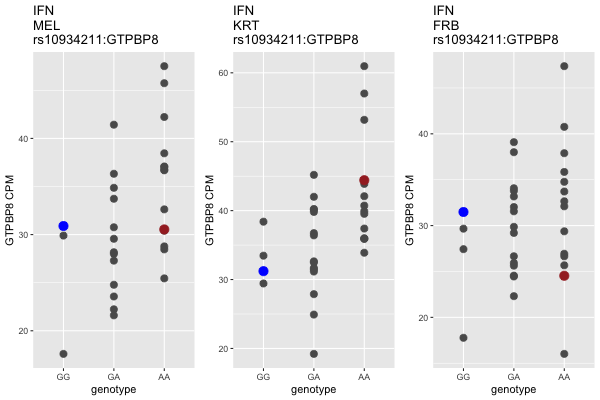 IFN
MEL
rs10934211:GTPBP8
GTPBP8 CPM
40
30
20
GG GA AA
genotype
IFN
KRT
rs10934211:GTPBP8
GTPBP8 CPM
60
50
40
30
20
GG GA AA
genotype
IFN
FRB
rs10934211:GTPBP8
GTPBP8 CPM
40
30
20
GG GA AA
genotype